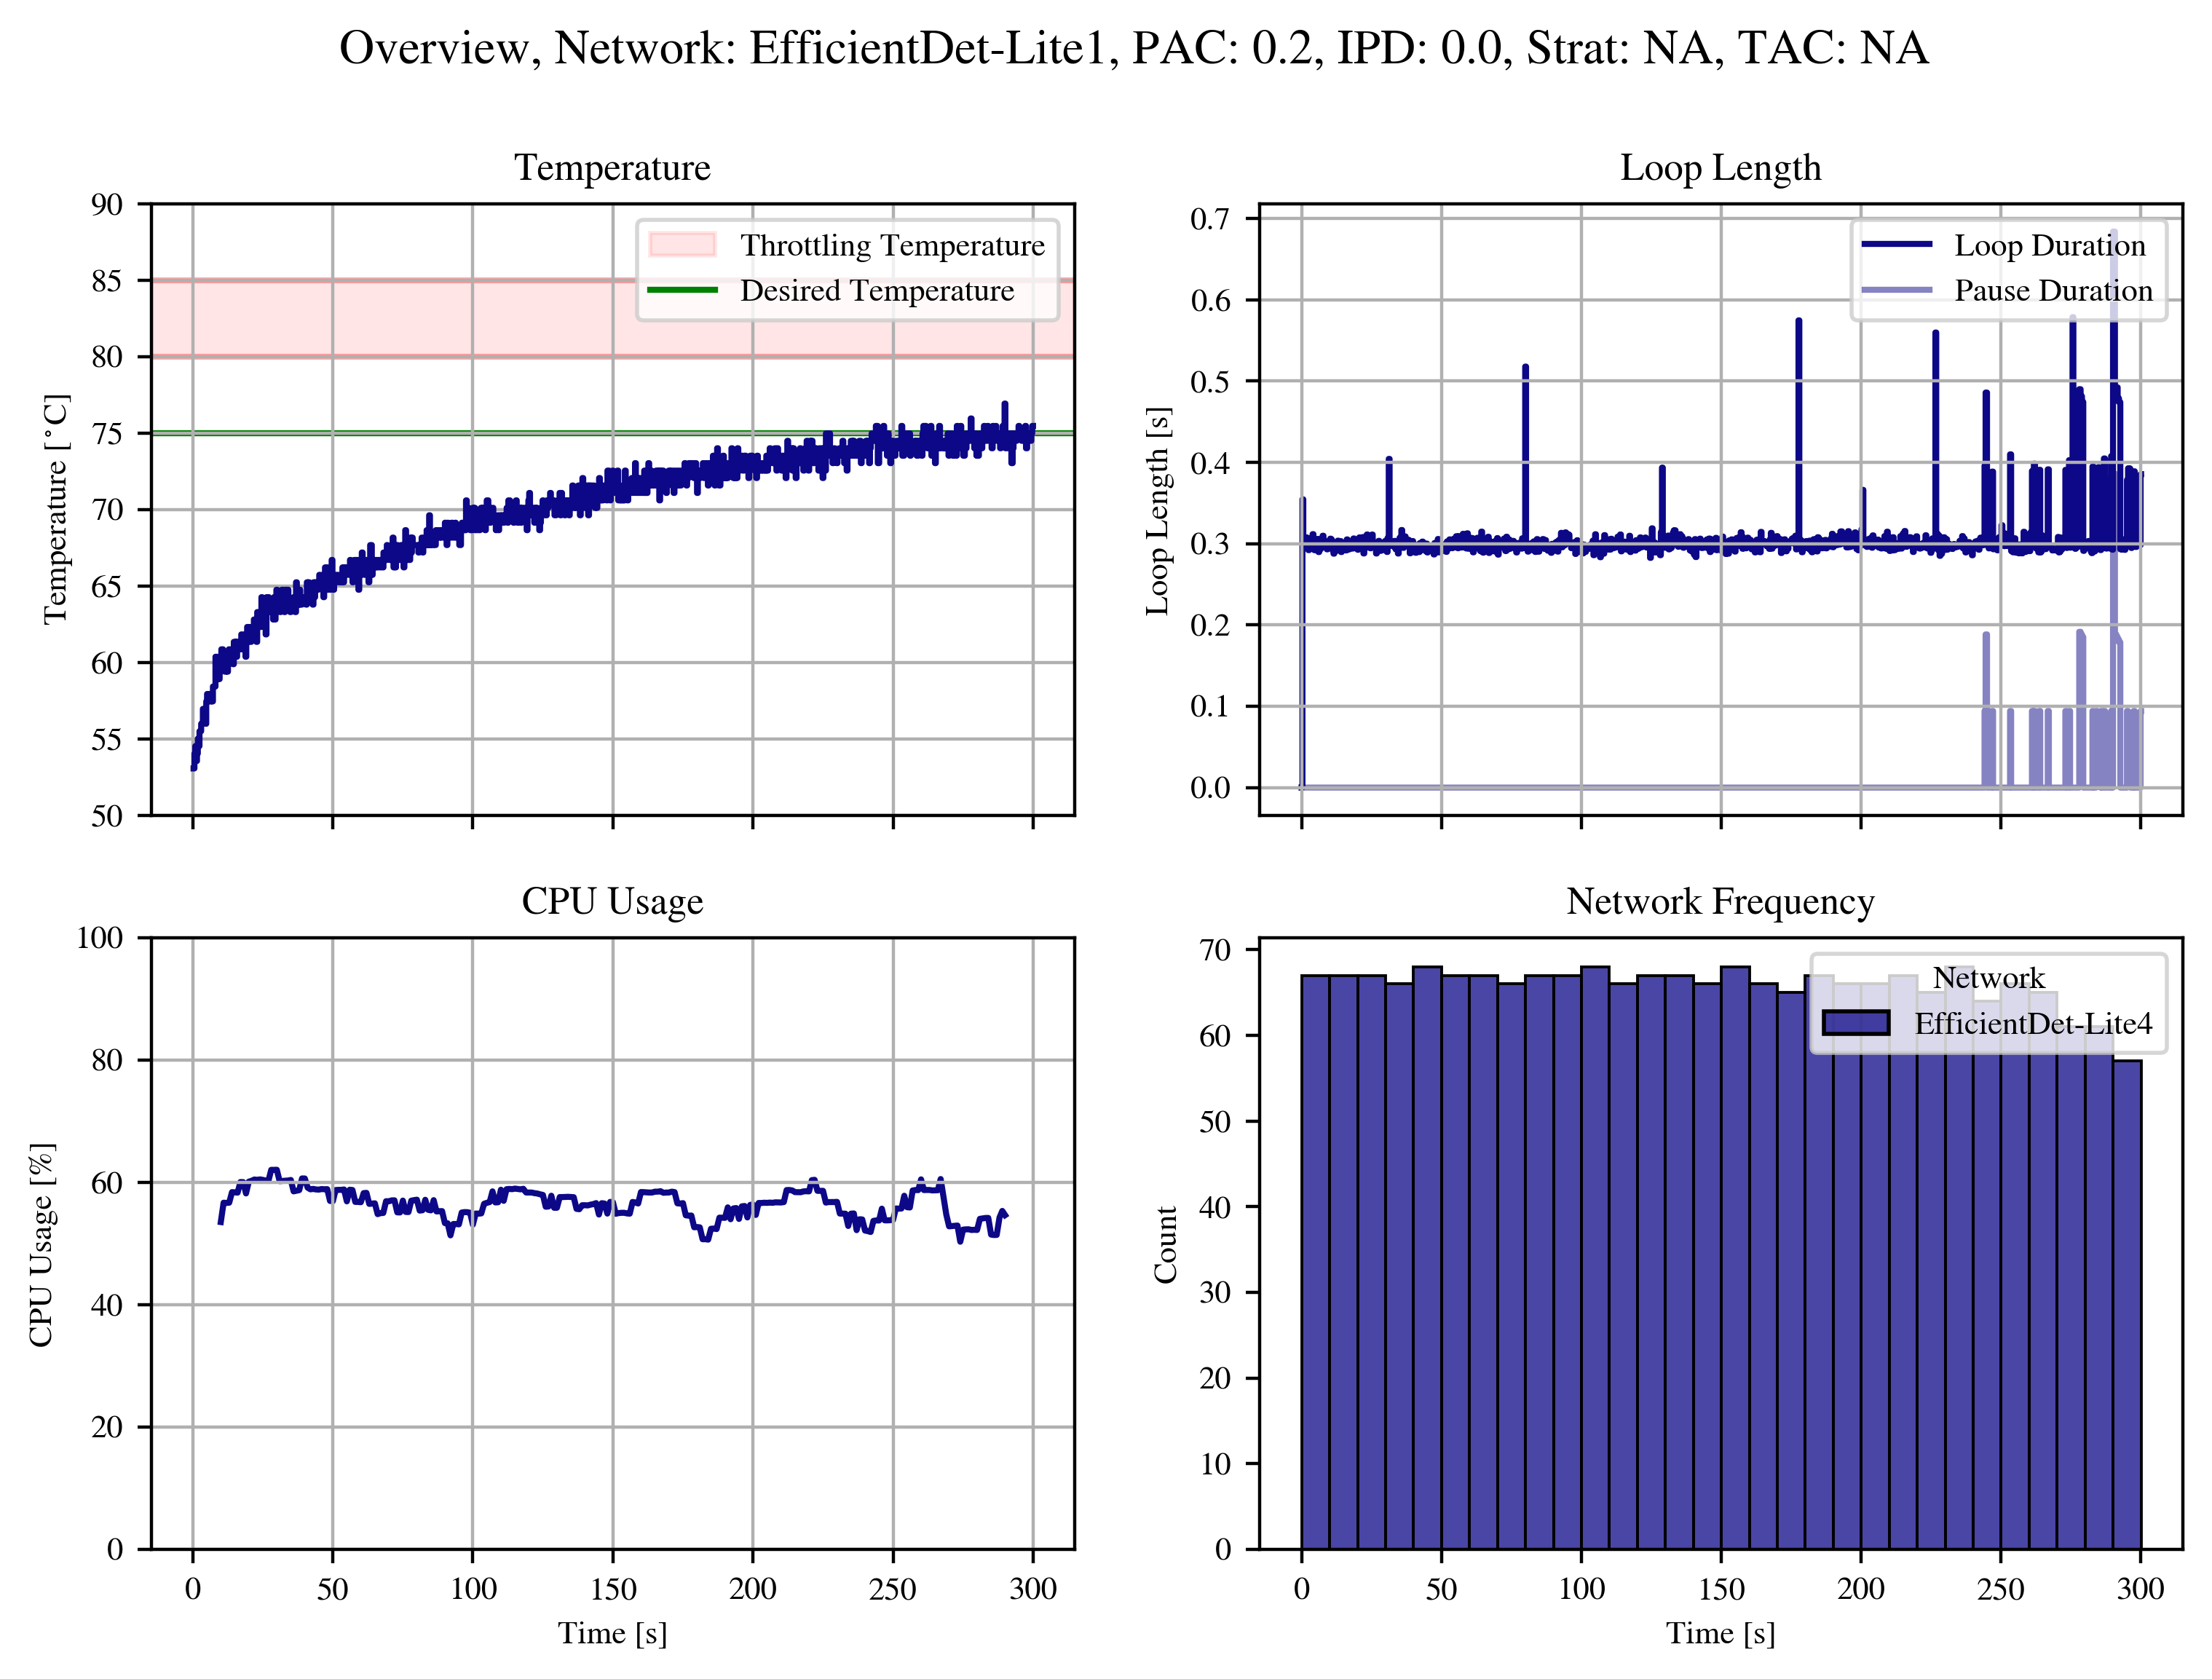 Overview, Network: EfficientDet-Lite1, PAC: 0.2, IPD: 0.0, Strat: NA, TAC: NA
Temperature
90
85
80
75
70
65
60
55
50
Temperature [°C]
Throttling Temperature
Desired Temperature
Loop Length
0.7
0.6
0.5
0.4
0.3
0.2
0.1
0.0
Loop Length [s]
Loop Duration
Pause Duration
CPU Usage
100
80
60
40
20
0
CPU Usage [%]
0 50 100 150 200 250 300
Time [s]
Network Frequency
70
60
50
40
30
20
10
0
Count
Network
EfficientDet-Lite4
0 50 100 150 200 250 300
Time [s]